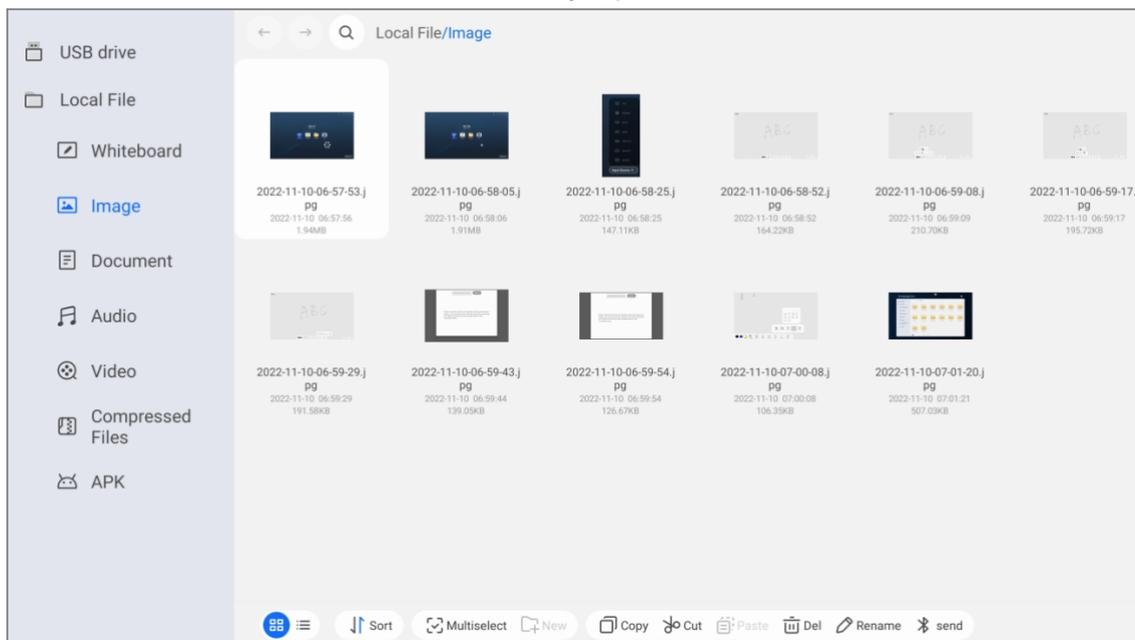 USB drive
Local File
Whiteboard
Image
Document
Audio
Video
Compressed
Files
APK
Local File/Image
2022-11-10-06-57-53.j
pg
2022-11-10 06:57:56
1.94MB
2022-11-10-06-58-05.j
pg
2022-11-10 06:58:06
1.91MB
2022-11-10-06-58-25.j
pg
2022-11-10 06:58:25
147.11KB
ABC
2022-11-10-06-58-52.j
pg
2022-11-10 06:58:52
164.22KB
ABC
2022-11-10-06-59-08.j
pg
2022-11-10 06:59:09
210.70KB
ABC
2022-11-10-06-59-17.
pg
2022-11-10 06:59:17
195.72KB
ABC
2022-11-10-06-59-29.j
pg
2022-11-10 06:59:29
191.58KB
2022-11-10-06-59-43.j
pg
2022-11-10 06:59:44
139.05KB
2022-11-10-06-59-54.j
pg
2022-11-10 06:59:54
126.67KB
2022-11-10-07-00-08.j
pg
2022-11-10 07:00:08
106.35KB
2022-11-10-07-01-20.j
pg
2022-11-10 07:01:21
507.03KB
Sort
Multiselect
New
Copy
Cut
Paste
Del
Rename
send